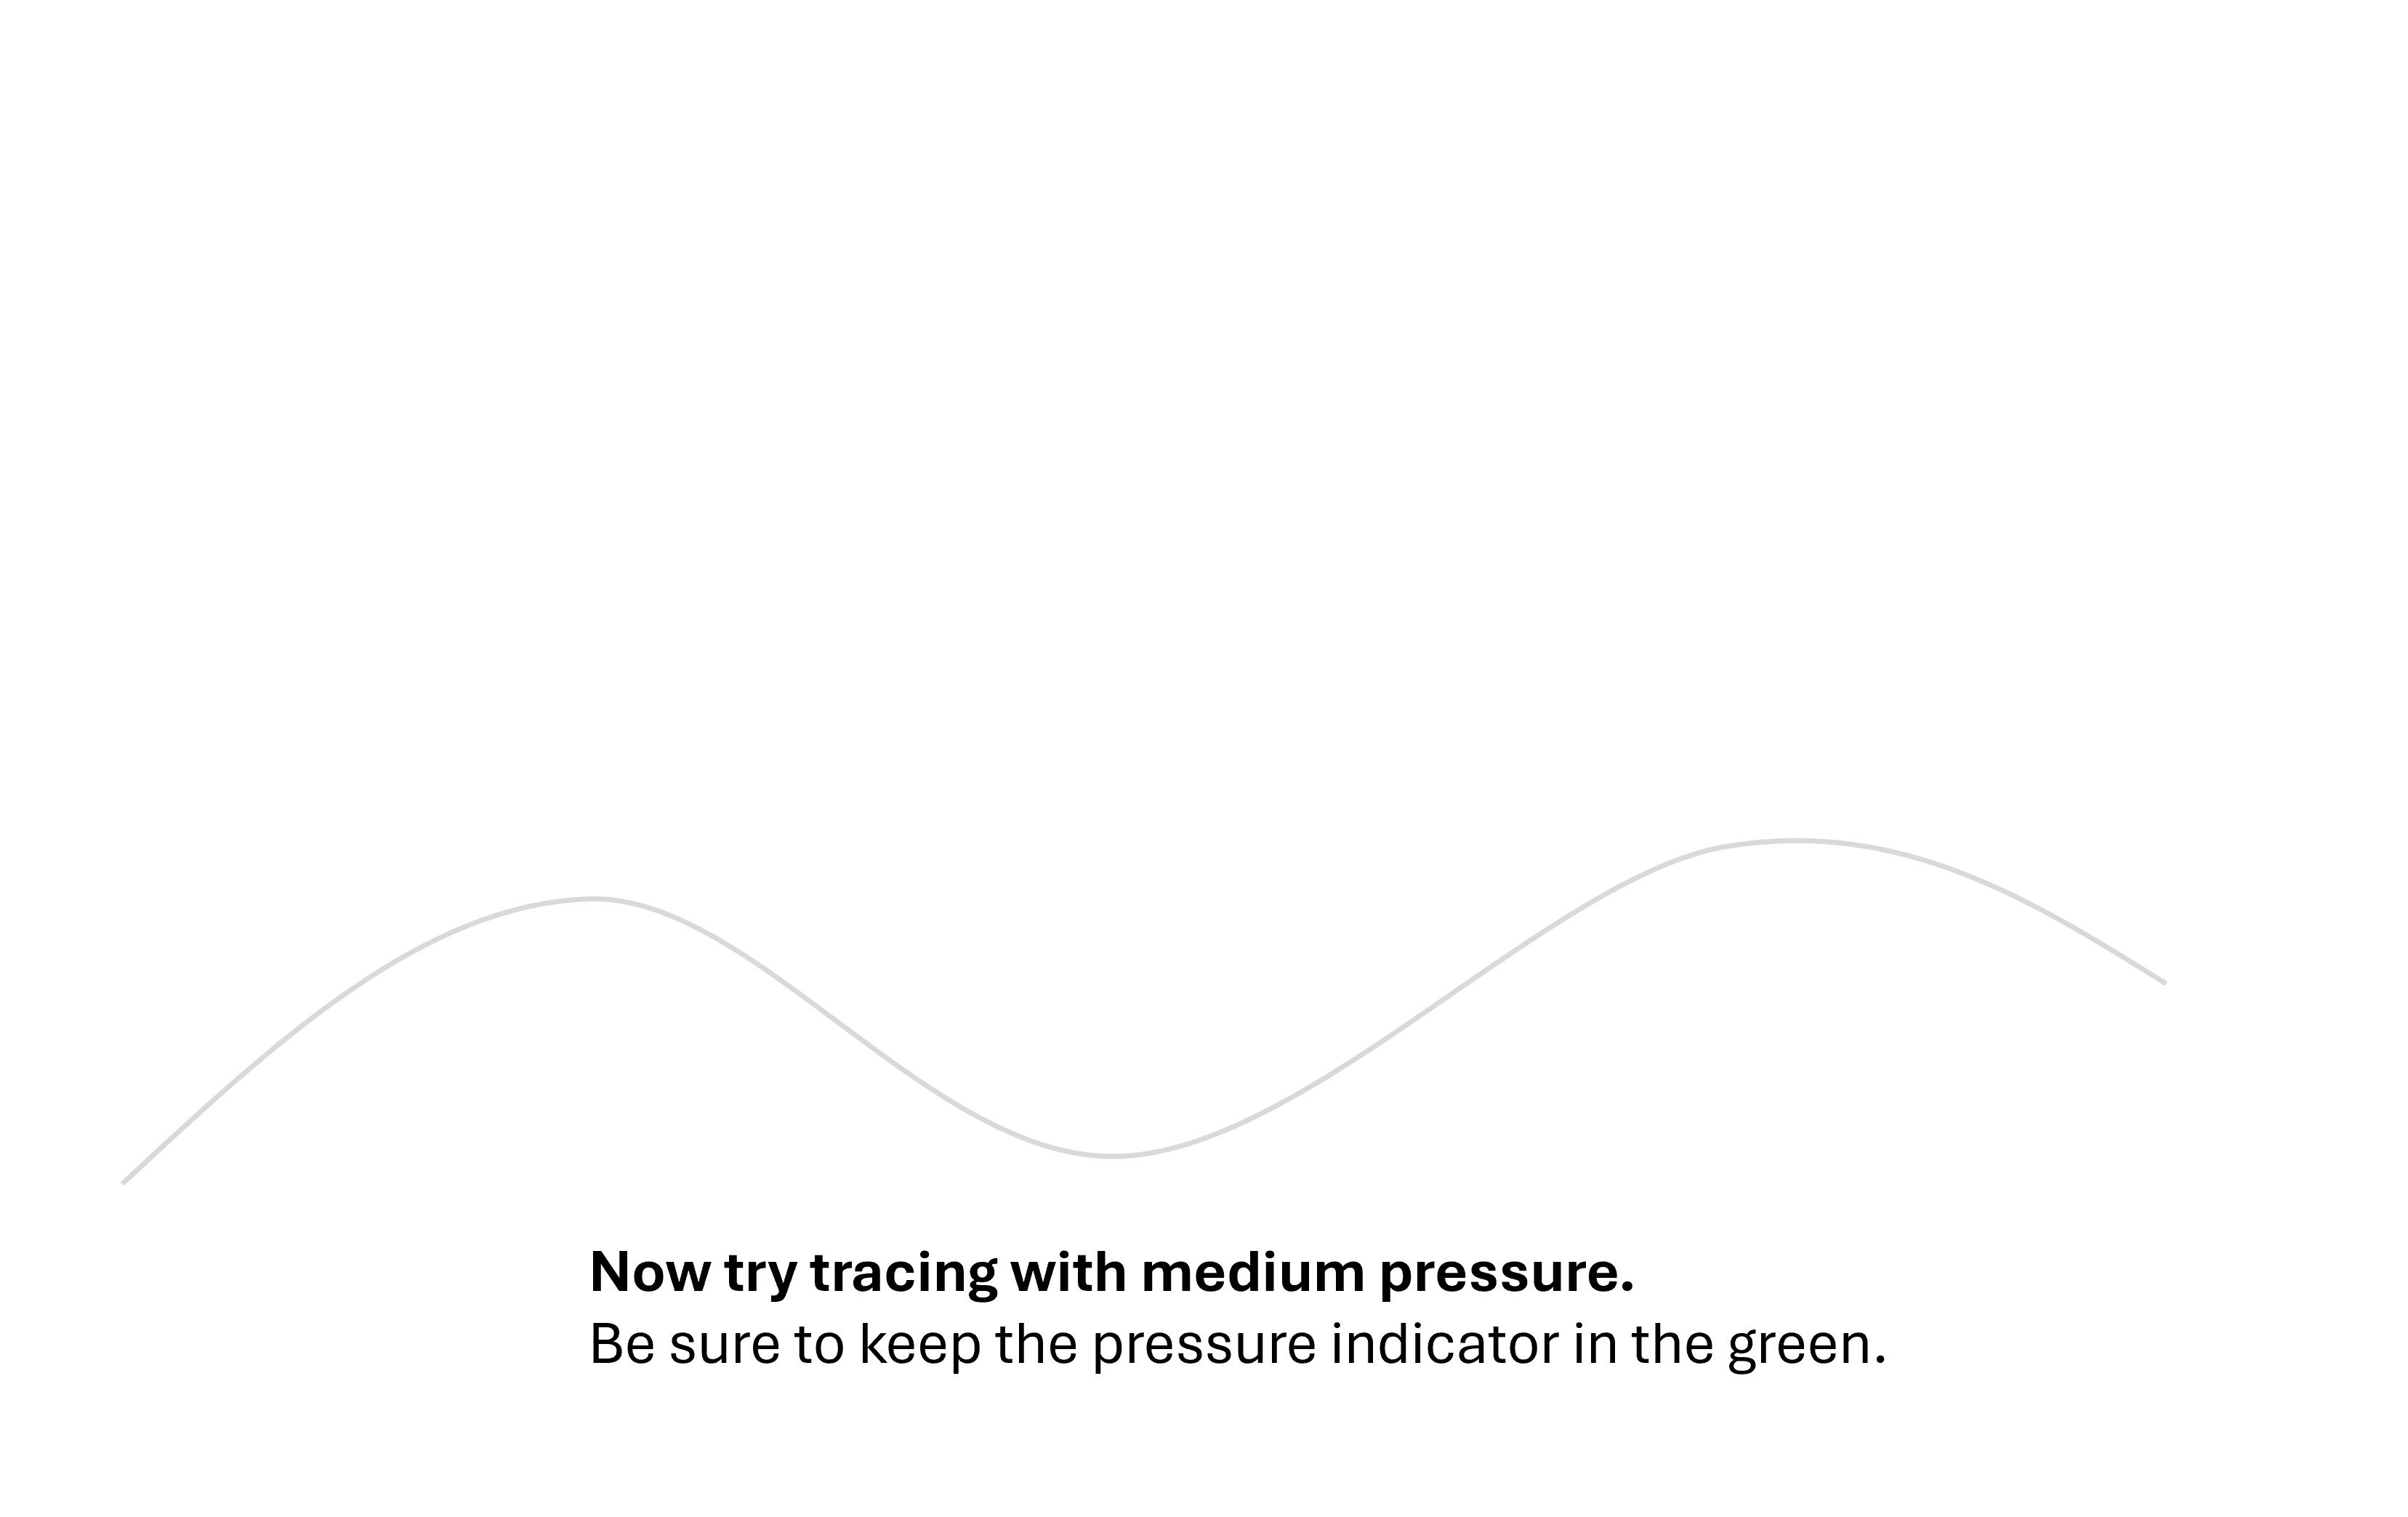 Now try tracing with medium pressure.
Be sure to keep the pressure indicator in the green.